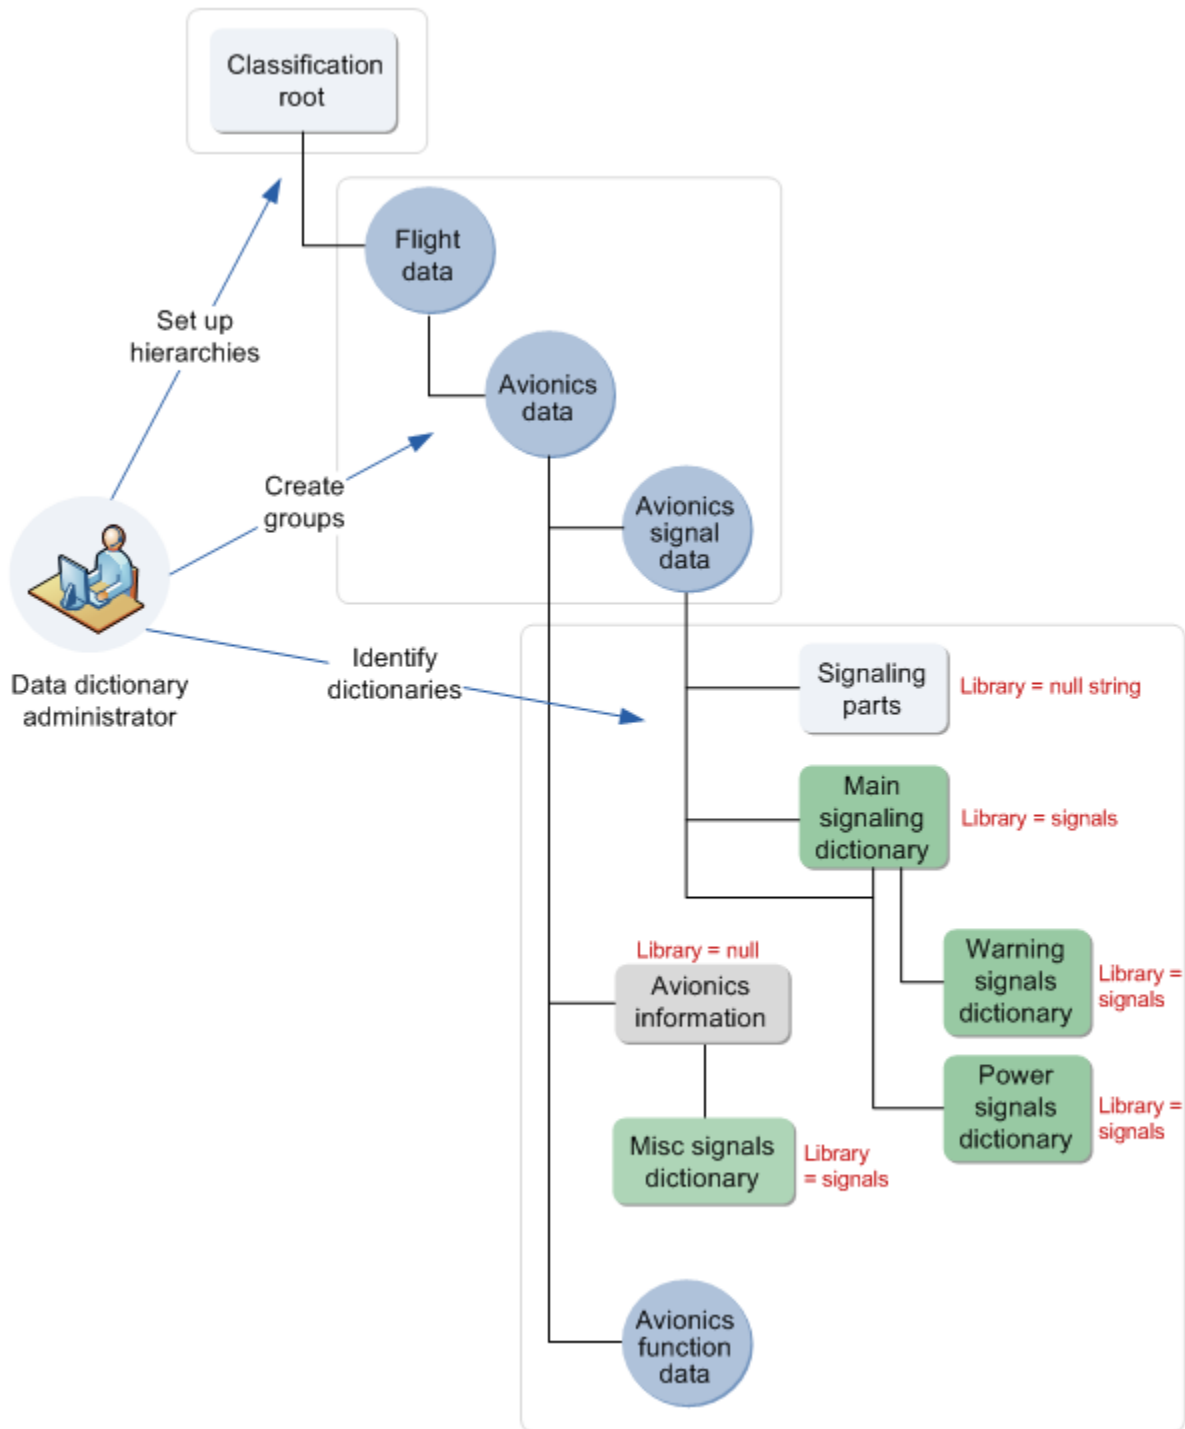 Classification
root
Flight
data
Set up
hierarchies
Avionics
data
Create
groups
Avionics
signal
data
Data dictionary
administrator
Identify
dictionaries
Signaling
parts
Library = null string
Main
signaling
dictionary
Library = signals
Library = null
Avionics
information
Warning
signals
dictionary
Library =
signals
Power
signals
dictionary
Library =
signals
Misc signals
dictionary
Library
= signals
Avionics
function
data